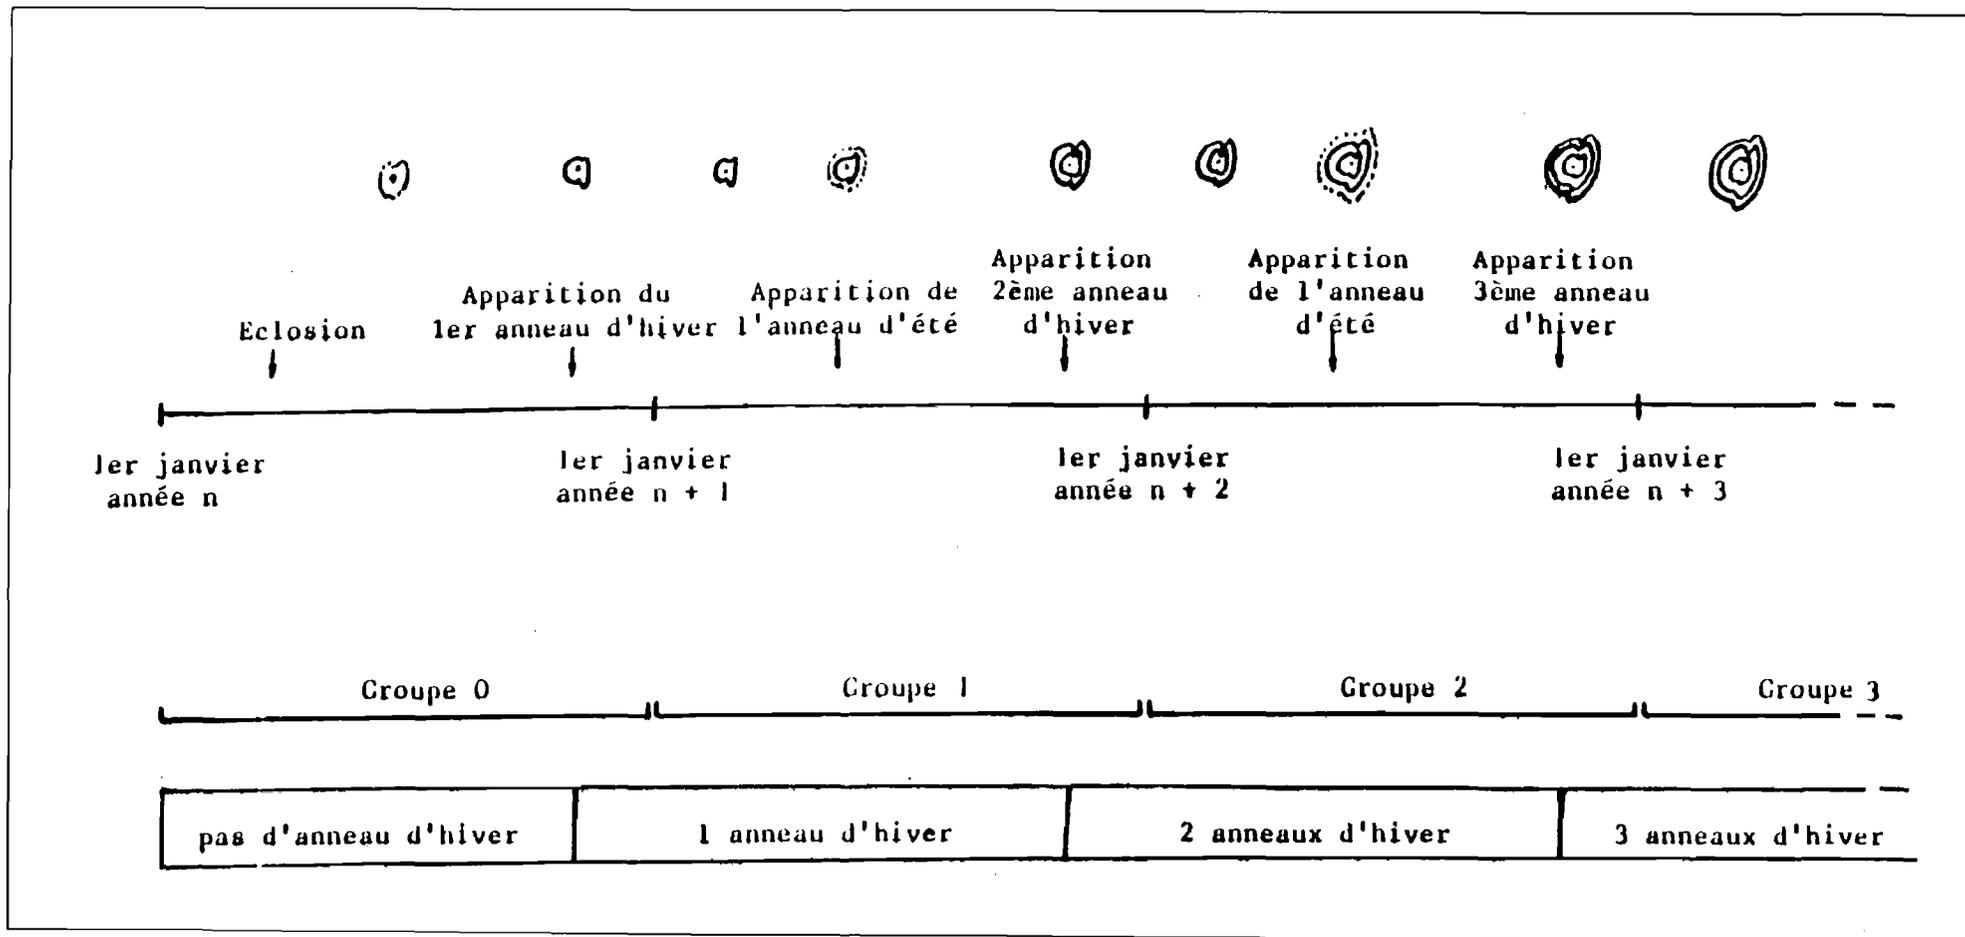 Eclosion
Apparition du
1er anneau d'hiver
Apparition de
l'anneau d'été
Apparition
2ème anneau
d'hiver
Apparition
de l'anneau
d'été
Apparition
3ème anneau
d'hiver
1er janvier
année n
1er janvier
année n + 1
1er janvier
année n + 2
1er janvier
année n + 3
Groupe 0
Groupe 1
Groupe 2
Groupe 3
pas d'anneau d'hiver
1 anneau d'hiver
2 anneaux d'hiver
3 anneaux d'hiver